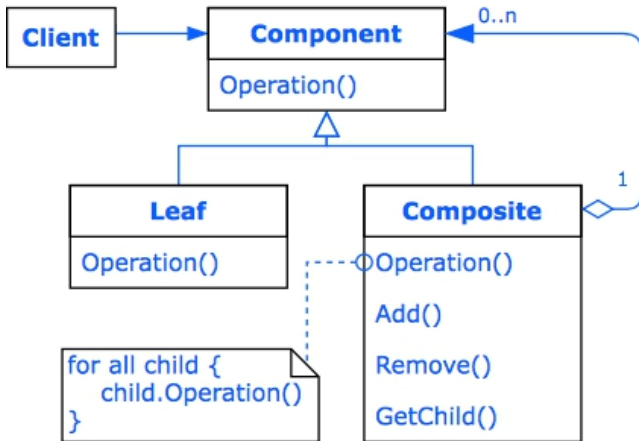 0..n
Client
Component
Operation()
1
Leaf
Composite
Operation()
Operation()
Add()
Remove()
GetChild()
for all child {
child.Operation()
}